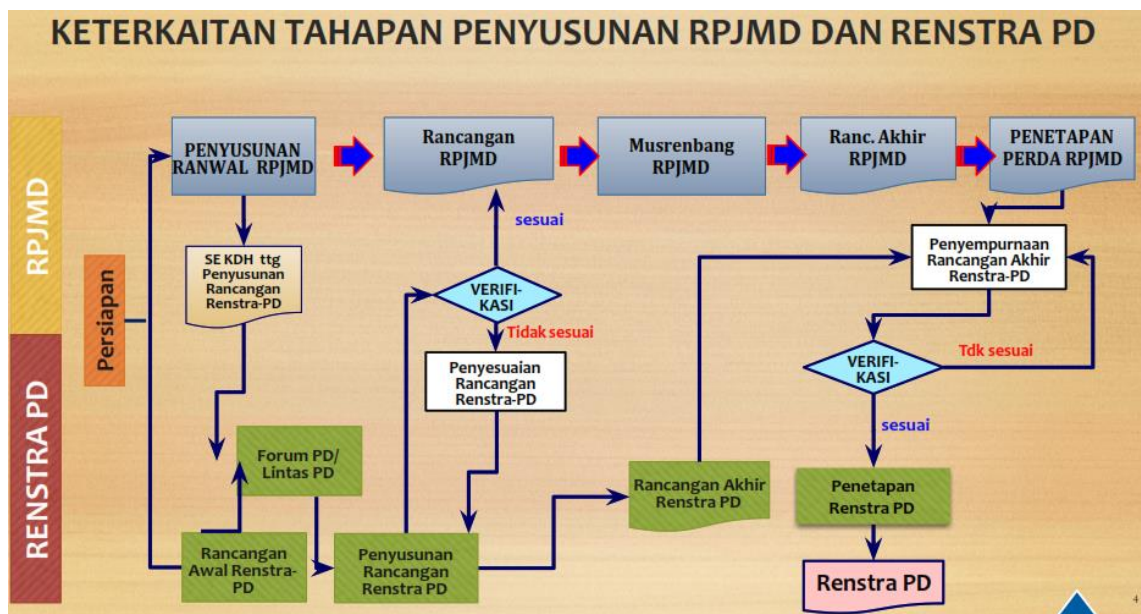 KETERKAITAN TAHAPAN PENYUSUNAN RPJMD DAN RENSTRA PD
RPJMD
RENSTRA PD
Persiapan
PENYUSUNAN
RANWAL RPJMD
Rancangan
RPJMD
Musrenbang
RPJMD
Ranc. Akhir
RPJMD
PENETAPAN
PERDA RPJMD
sesuai
SE KDH ttg
Penyusunan
Rancangan
Renstra-PD
VERIFI-
KASI
Tidak sesuai
Penyesuaian
Rancangan
Renstra-PD
Penyempurnaan
Rancangan Akhir
Renstra-PD
VERIFI-
KASI
Tdk sesuai
sesuai
Forum PD/
Lintas PD
Rancangan
Awal Renstra-
PD
Penyusunan
Rancangan
Renstra PD
Rancangan Akhir
Renstra PD
Penetapan
Renstra PD
Renstra PD
4